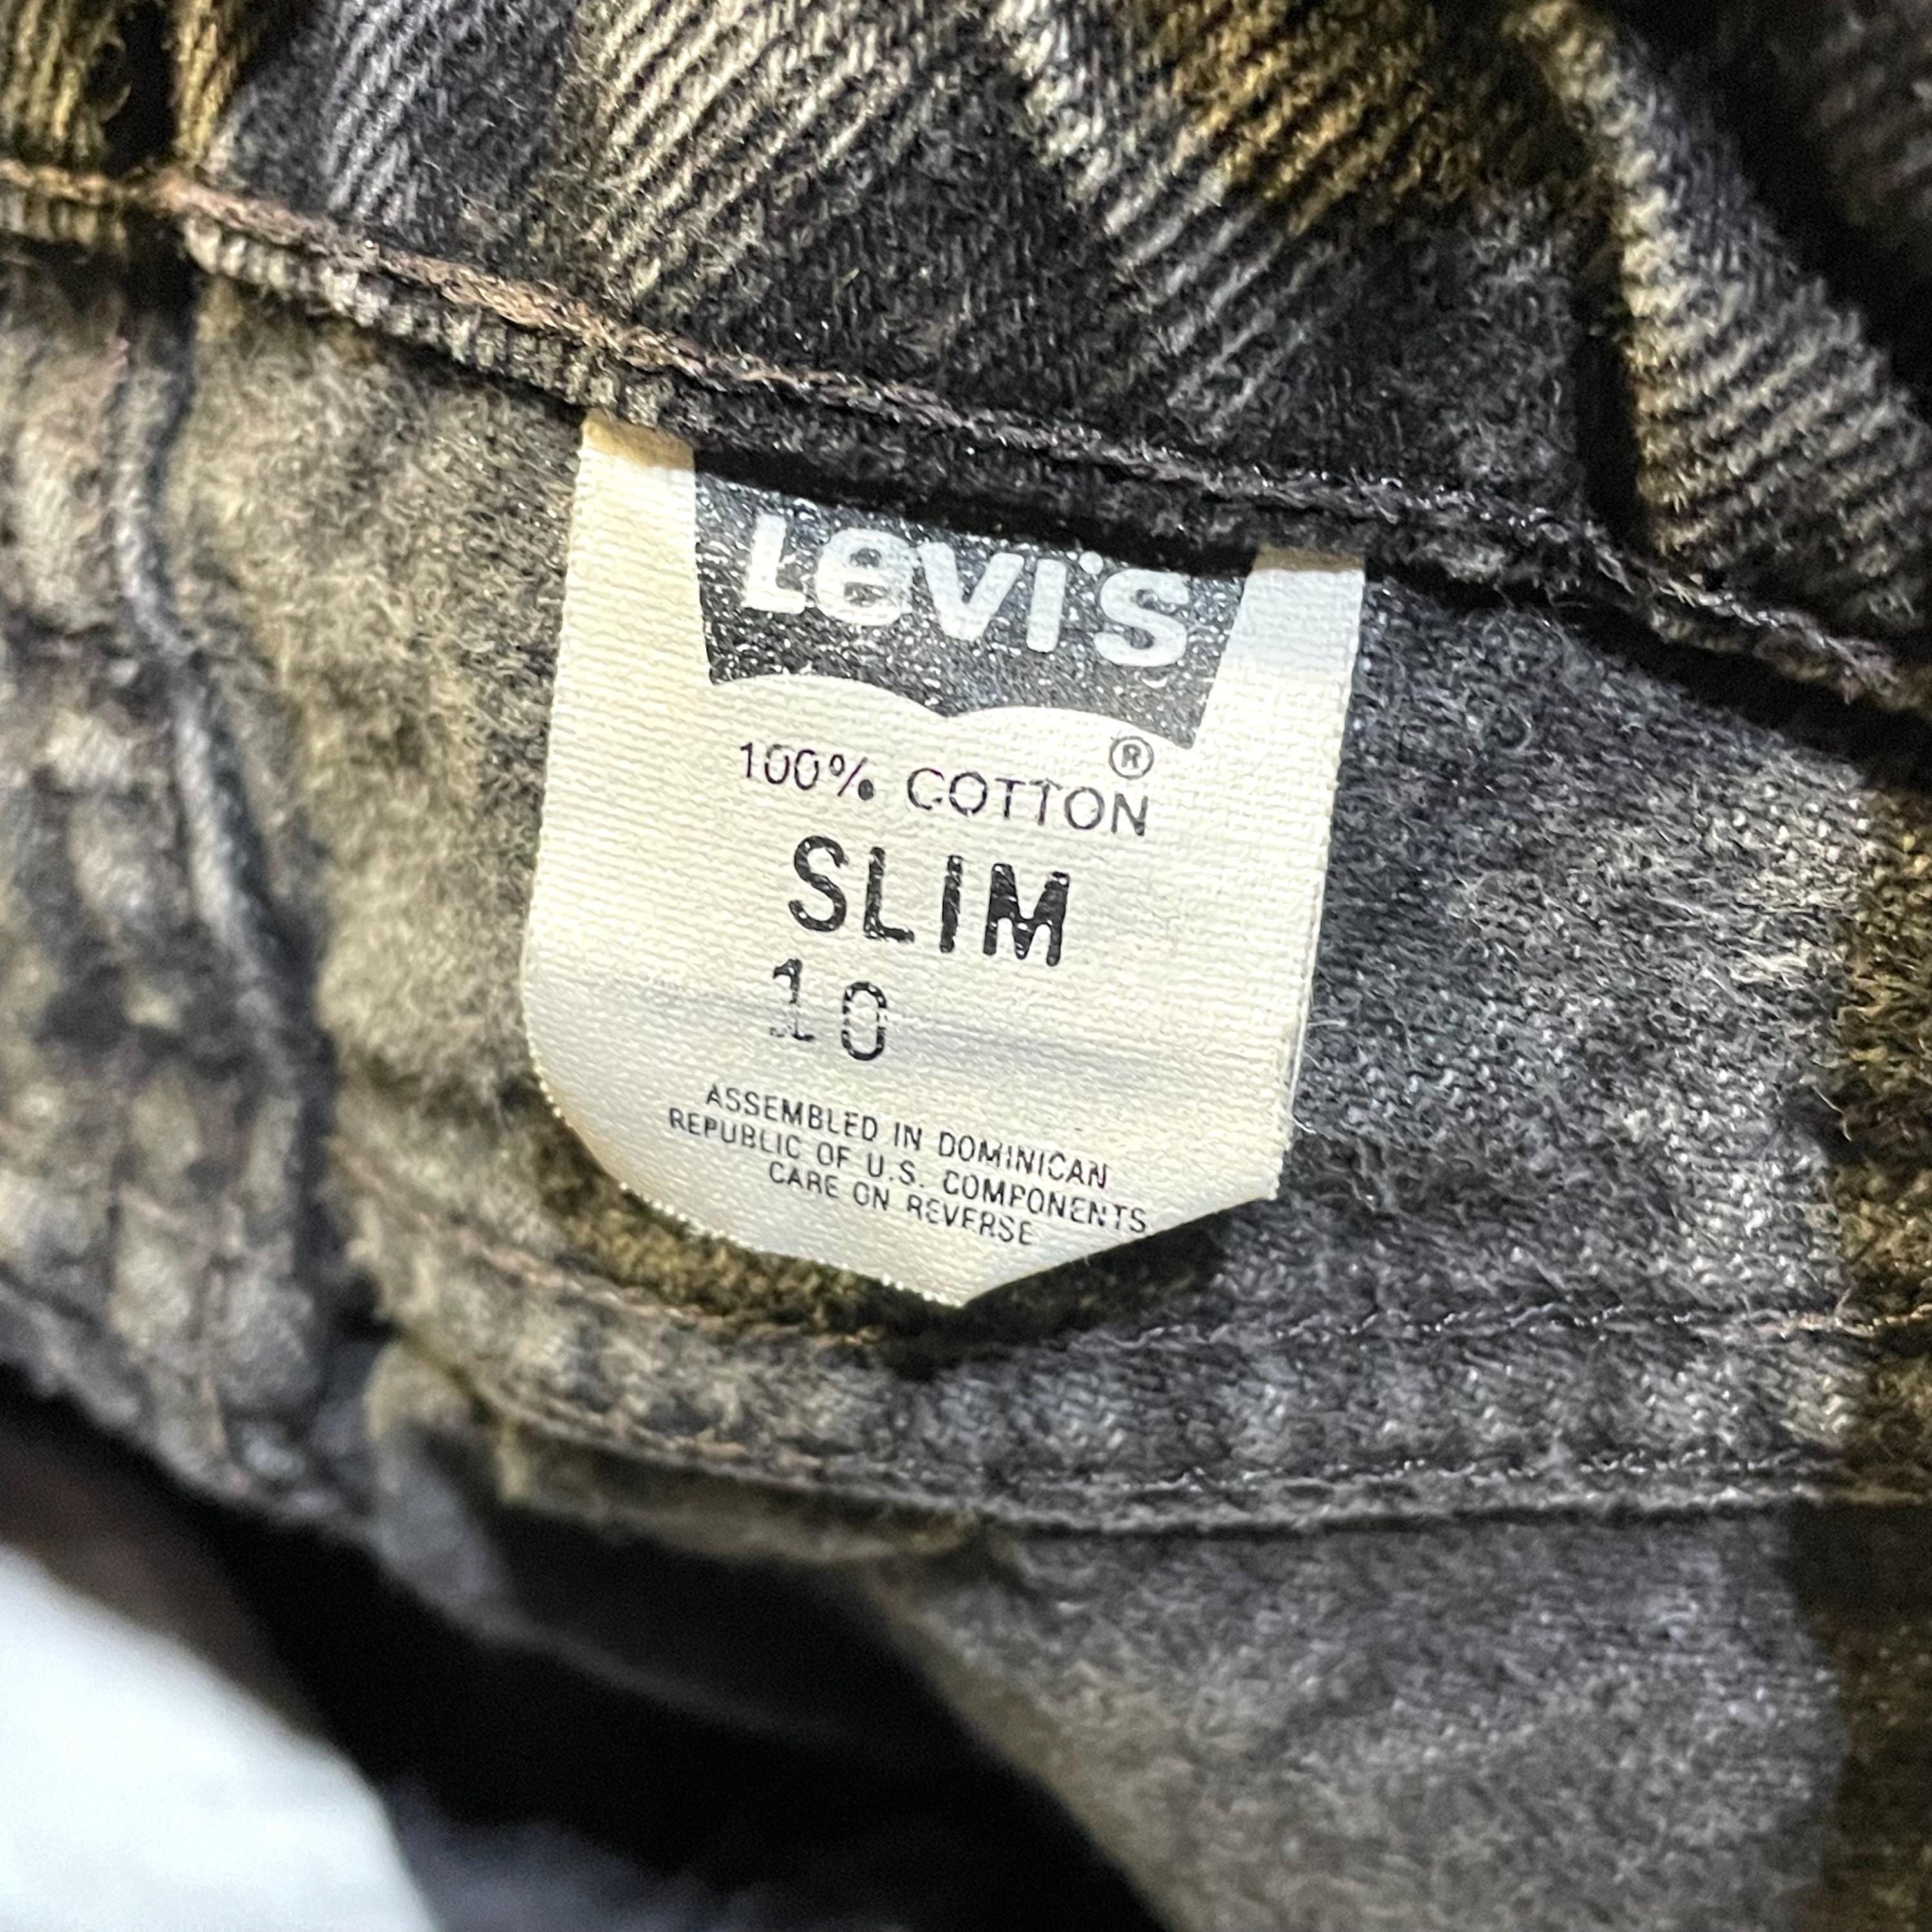 Levi's
®
100% COTTON
SLIM
10
ASSEMBLED IN DOMINICAN
REPUBLIC OF U.S. COMPONENTS
CARE ON REVERSE